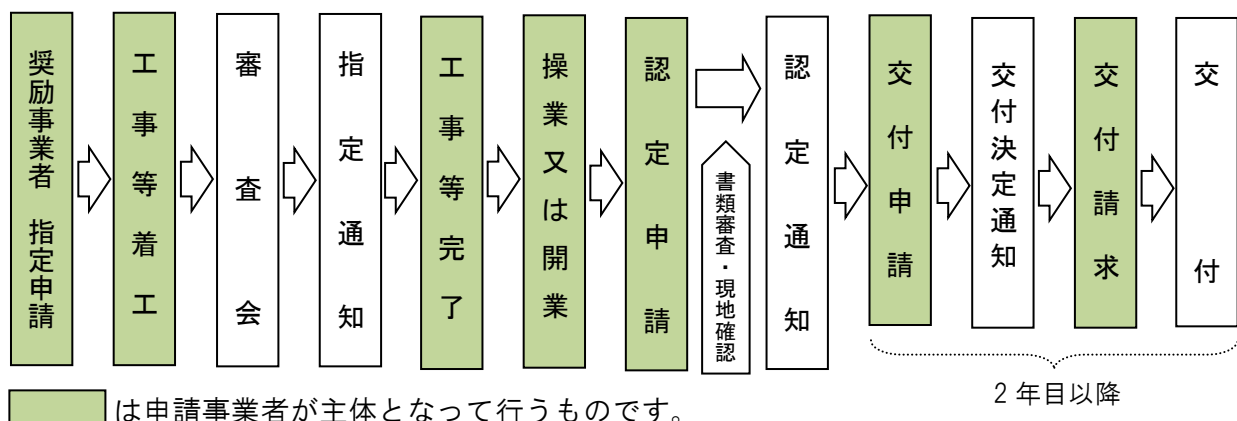 奨励事業者 指定申請
工事等着工
審査会
指定通知
工事等完了
操業又は開業
認定申請
書類審査・現地確認
認定通知
交付申請
交付決定通知
交付請求
交付
2年目以降
は申請事業者が主体となって行うものです。